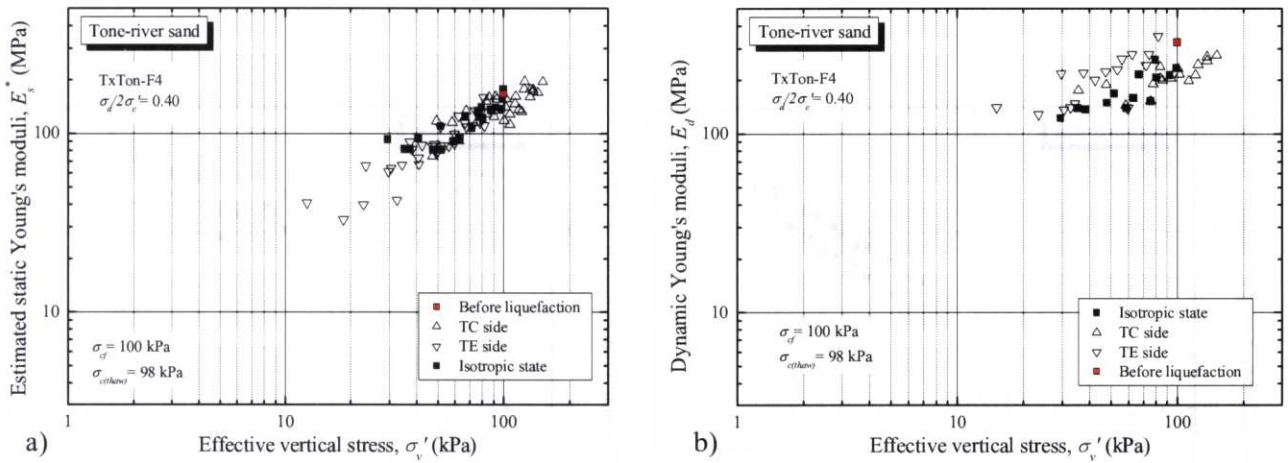 Tone-river sand
TxTon-F4
σd/2σc'= 0.40
Estimated static Young's moduli, Es* (MPa)
100
10
Before liquefaction
TC side
TE side
Isotropic state
σcf = 100 kPa
σc(thaw) = 98 kPa
1 10 100
a) Effective vertical stress, σv' (kPa)
Tone-river sand
TxTon-F4
σd/2σc'= 0.40
Dynamic Young's moduli, Ed (MPa)
100
10
Isotropic state
TC side
TE side
Before liquefaction
σcf = 100 kPa
σc(thaw) = 98 kPa
1 10 100
b) Effective vertical stress, σv' (kPa)